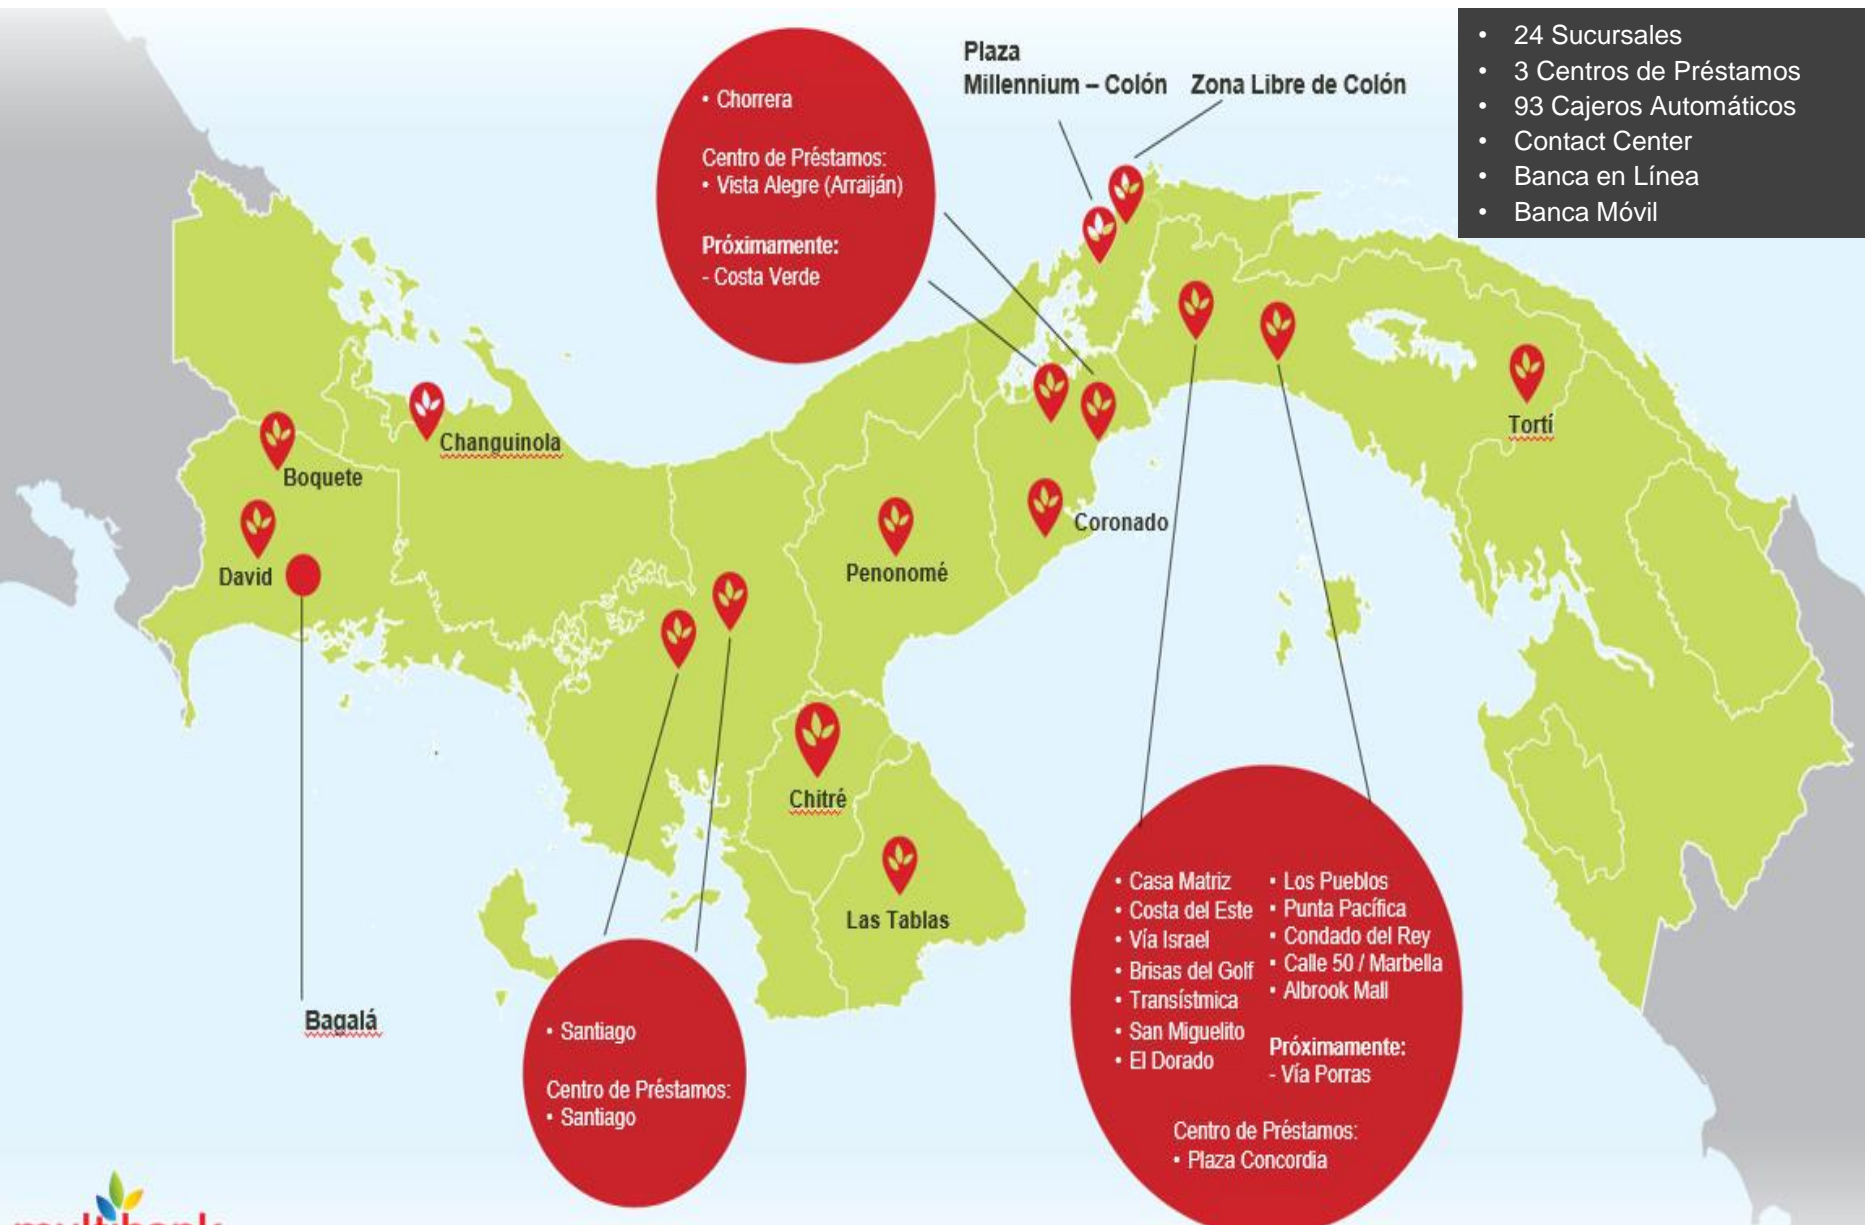 • 24 Sucursales
• 3 Centros de Préstamos
• 93 Cajeros Automáticos
• Contact Center
• Banca en Línea
• Banca Móvil
Plaza
Millennium – Colón
Zona Libre de Colón
• Chorrera
Centro de Préstamos:
• Vista Alegre (Arraiján)
Próximamente:
- Costa Verde
Changuinola
Boquete
David
Bagalá
Tortí
Coronado
Penonomé
Chitré
Las Tablas
• Santiago
Centro de Préstamos:
• Santiago
• Casa Matriz
• Costa del Este
• Vía Israel
• Brisas del Golf
• Transístmica
• San Miguelito
• El Dorado
• Los Pueblos
• Punta Pacífica
• Condado del Rey
• Calle 50 / Marbella
• Albrook Mall
Próximamente:
- Vía Porras
Centro de Préstamos:
• Plaza Concordia
multibank